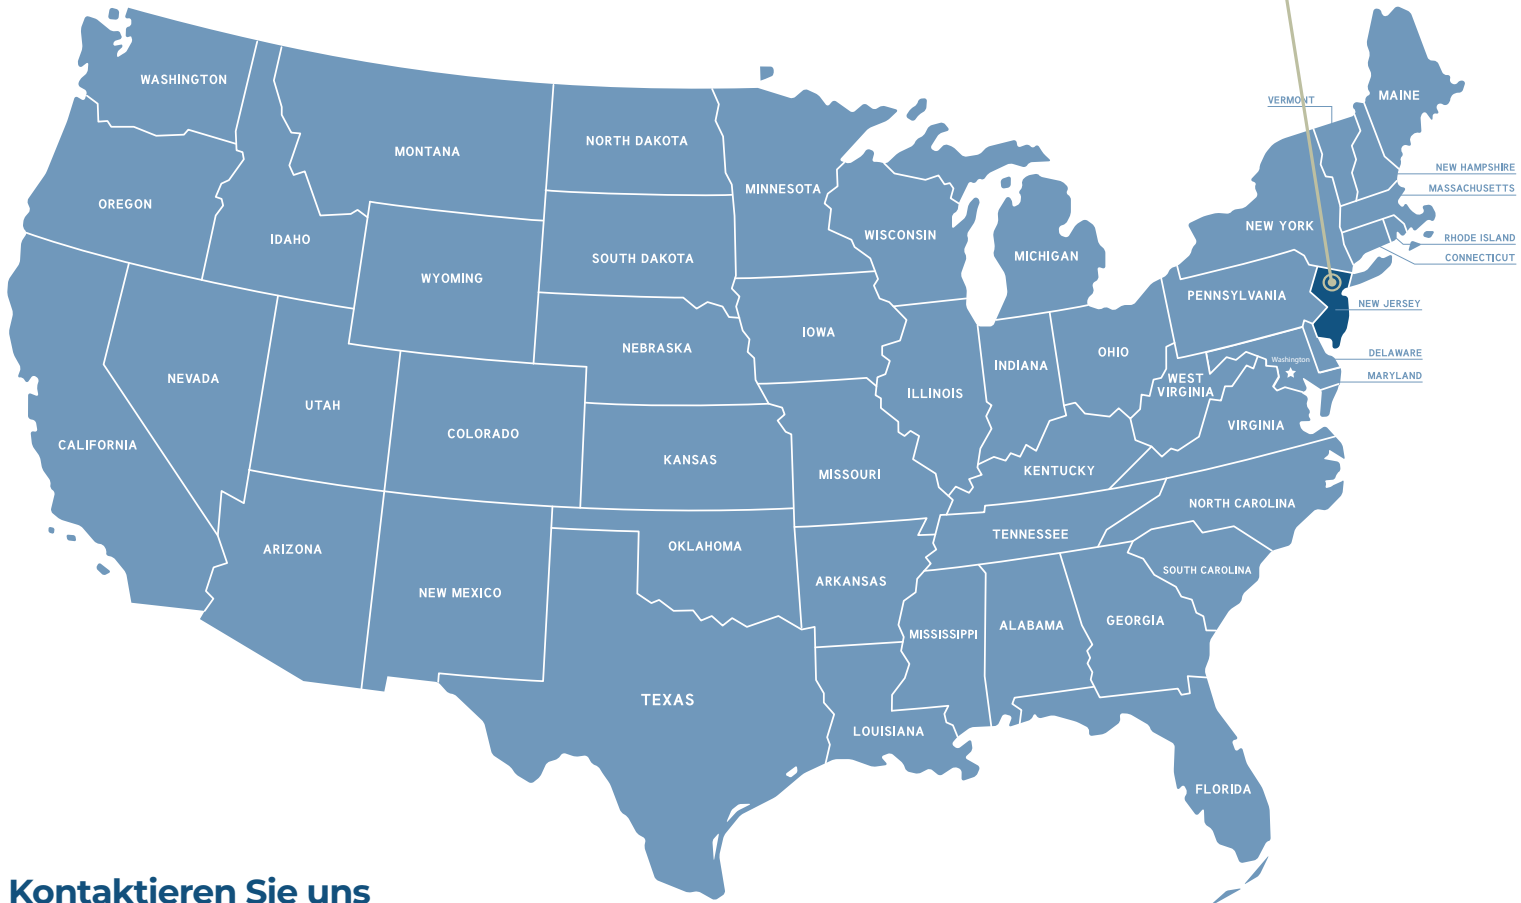 WASHINGTON
MAINE
VERMONT
MONTANA
NORTH DAKOTA
MINNESOTA
NEW HAMPSHIRE
MASSACHUSETTS
OREGON
IDAHO
WISCONSIN
NEW YORK
RHODE ISLAND
CONNECTICUT
WYOMING
SOUTH DAKOTA
MICHIGAN
PENNSYLVANIA
NEW JERSEY
IOWA
NEBRASKA
OHIO
INDIANA
Washington
DELAWARE
MARYLAND
NEVADA
UTAH
ILLINOIS
WEST
VIRGINIA
VIRGINIA
CALIFORNIA
COLORADO
KANSAS
MISSOURI
KENTUCKY
NORTH CAROLINA
TENNESSEE
ARIZONA
OKLAHOMA
ARKANSAS
SOUTH CAROLINA
NEW MEXICO
MISSISSIPPI
ALABAMA
GEORGIA
TEXAS
LOUISIANA
FLORIDA
Kontaktieren Sie uns